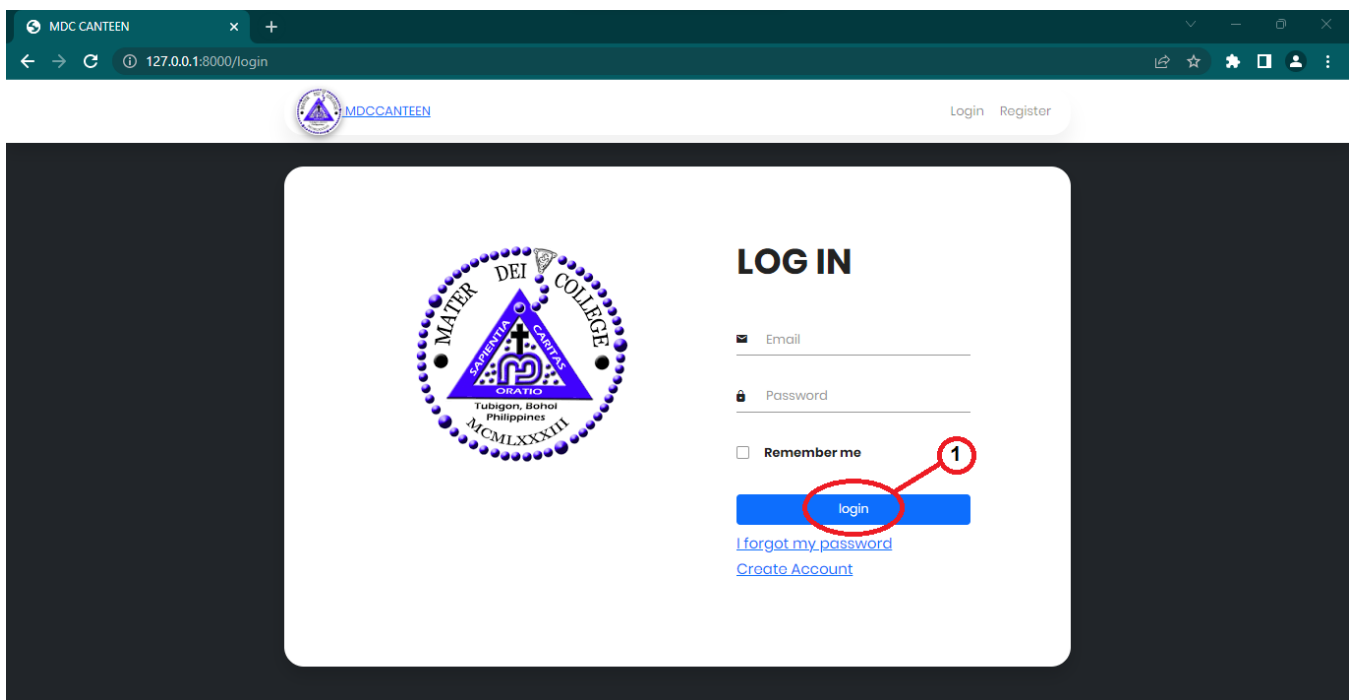 MDC CANTEEN
127.0.0.1:8000/login
MDCCANTEEN
Login Register
MATER DEI COLLEGE
SAPIENTIA CARITAS
ORATIO
Tubigon, Bohol
Philippines
MCMLXXXIII
LOG IN
Email
Password
Remember me
1
login
I forgot my password
Create Account